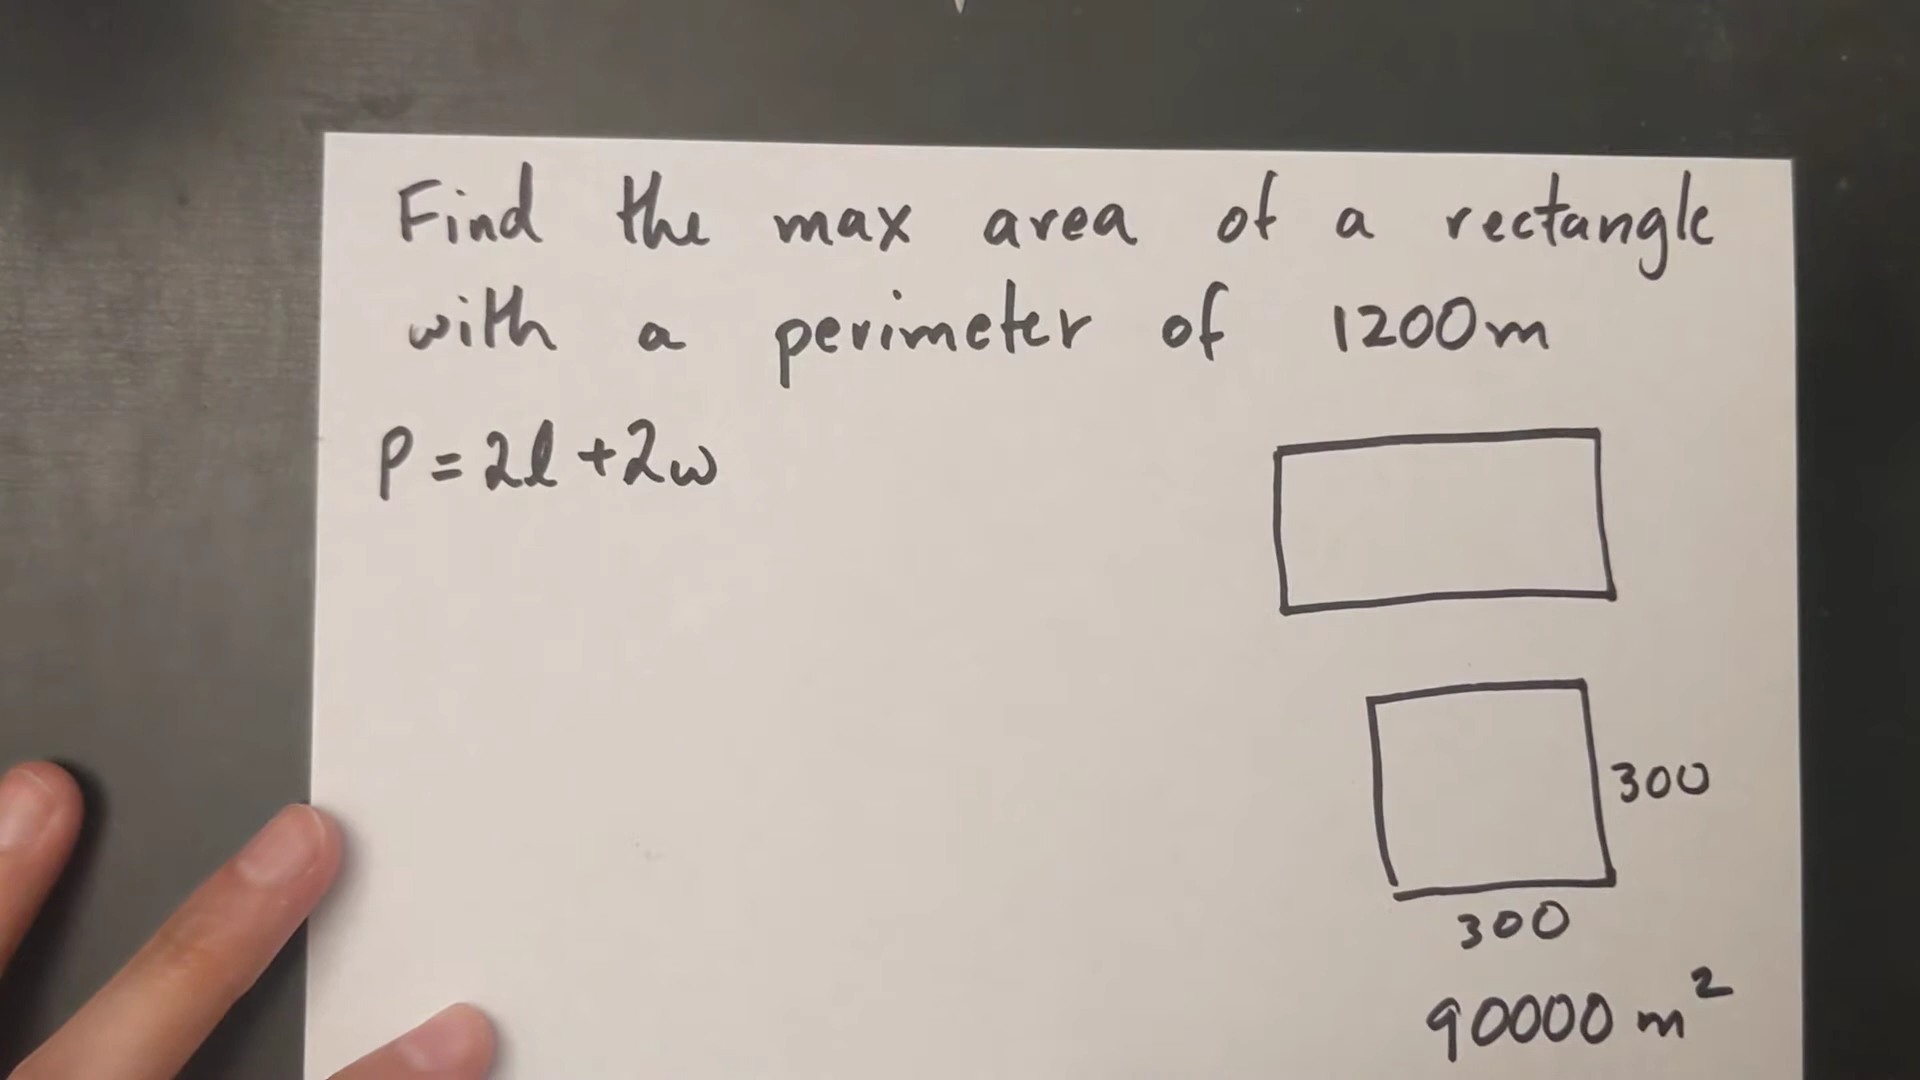 Find the max area of a rectangle
with a perimeter of 1200m
P = 2l + 2w
300
300
90000 m²